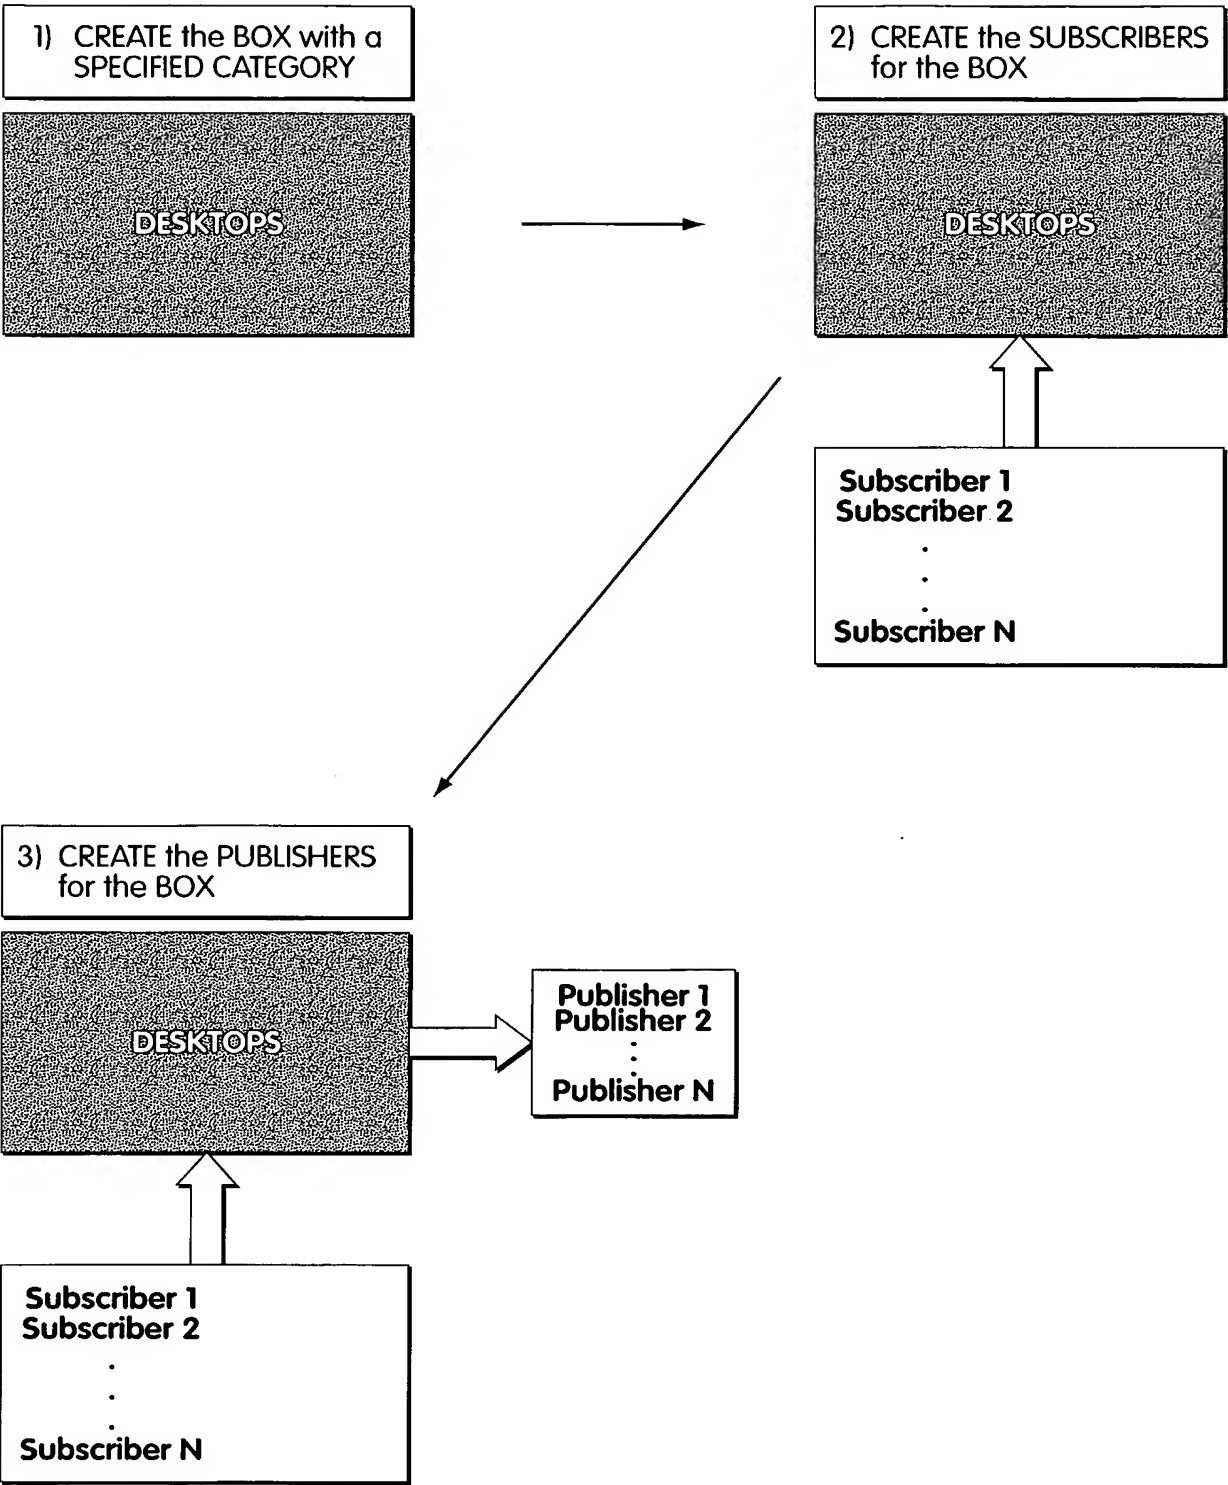 1) CREATE the BOX with a
SPECIFIED CATEGORY
DESKTOPS
2) CREATE the SUBSCRIBERS
for the BOX
DESKTOPS
Subscriber 1
Subscriber 2
.
.
.
Subscriber N
3) CREATE the PUBLISHERS
for the BOX
DESKTOPS
Publisher 1
Publisher 2
.
.
.
Publisher N
Subscriber 1
Subscriber 2
.
.
.
Subscriber N